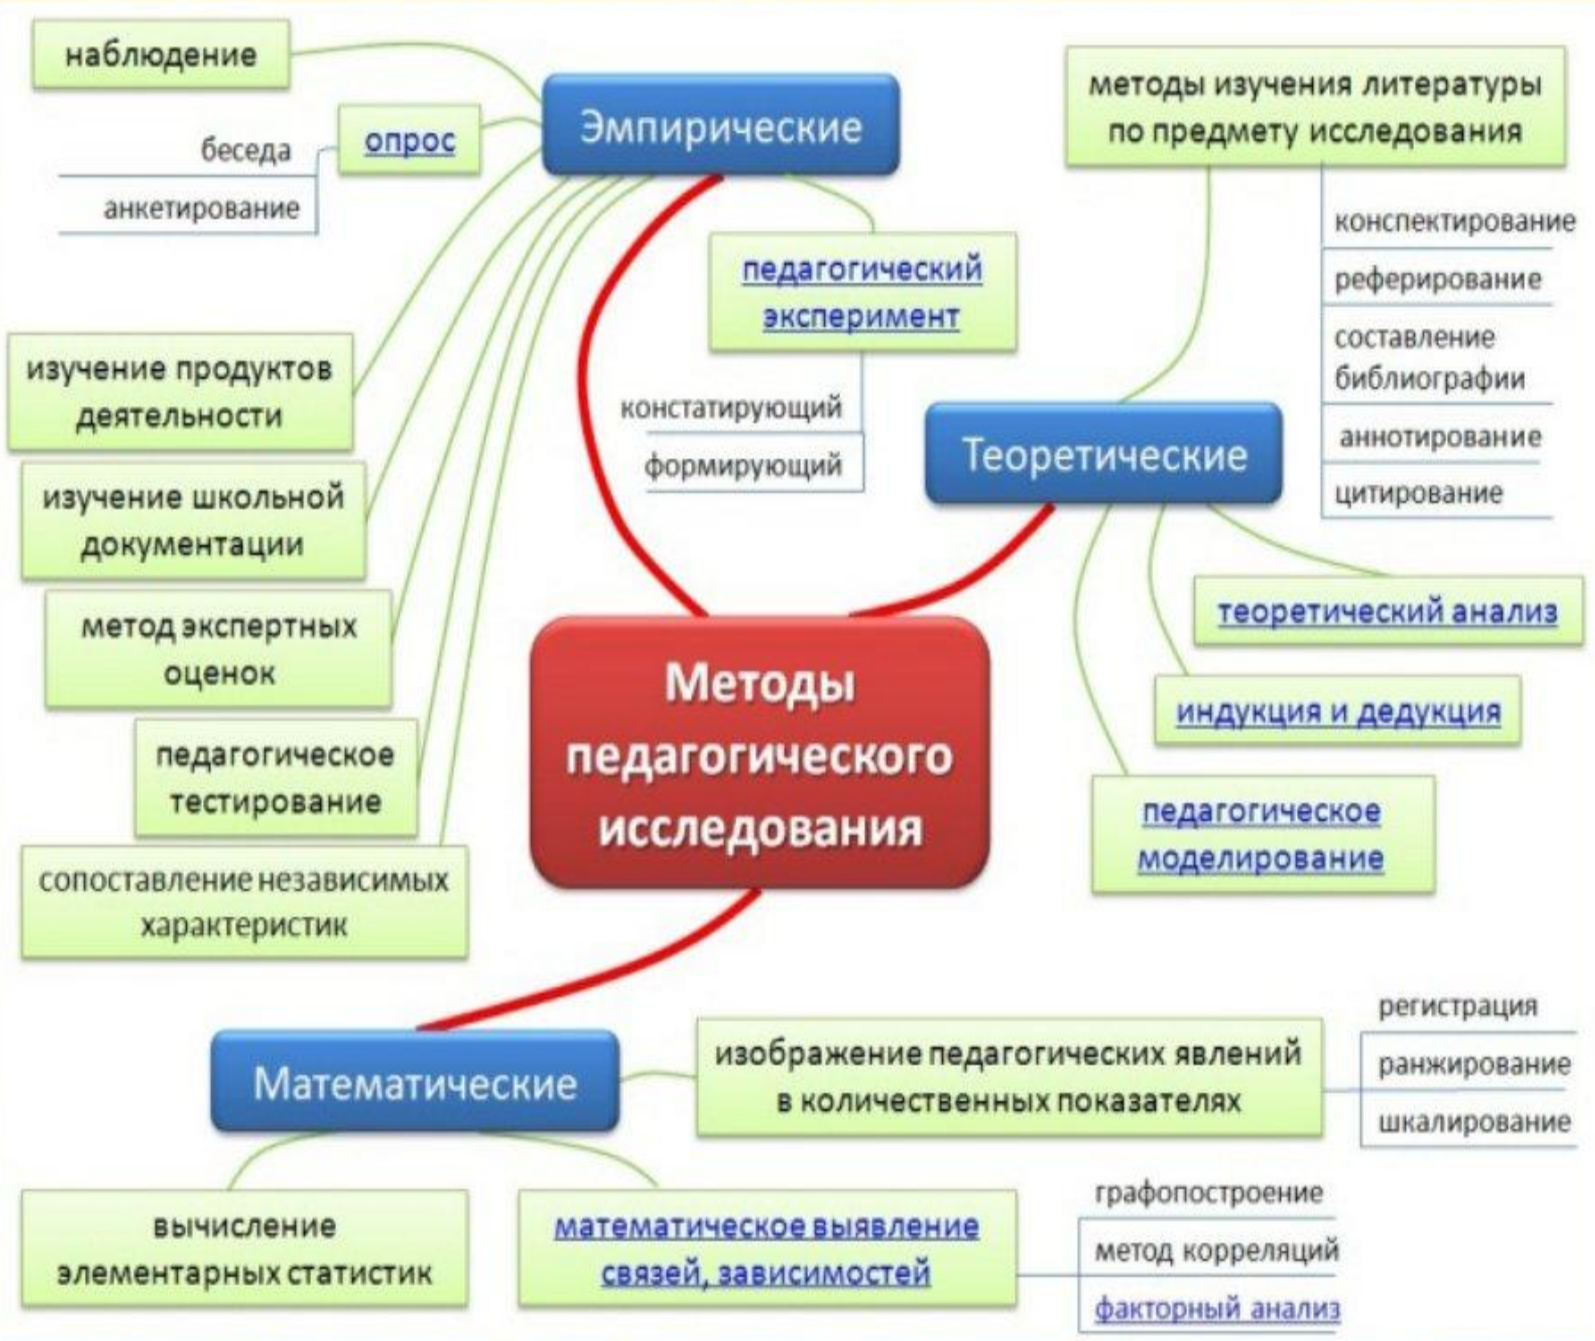 наблюдение
Эмпирические
опрос
беседа
анкетирование
педагогический
эксперимент
констатирующий
формирующий
изучение продуктов
деятельности
изучение школьной
документации
метод экспертных
оценок
педагогическое
тестирование
сопоставление независимых
характеристик
методы изучения литературы
по предмету исследования
конспектирование
реферирование
составление
библиографии
аннотирование
цитирование
Теоретические
теоретический анализ
индукция и дедукция
педагогическое
моделирование
Методы
педагогического
исследования
Математические
изображение педагогических явлений
в количественных показателях
регистрация
ранжирование
шкалирование
вычисление
элементарных статистик
математическое выявление
связей, зависимостей
графопостроение
метод корреляций
факторный анализ